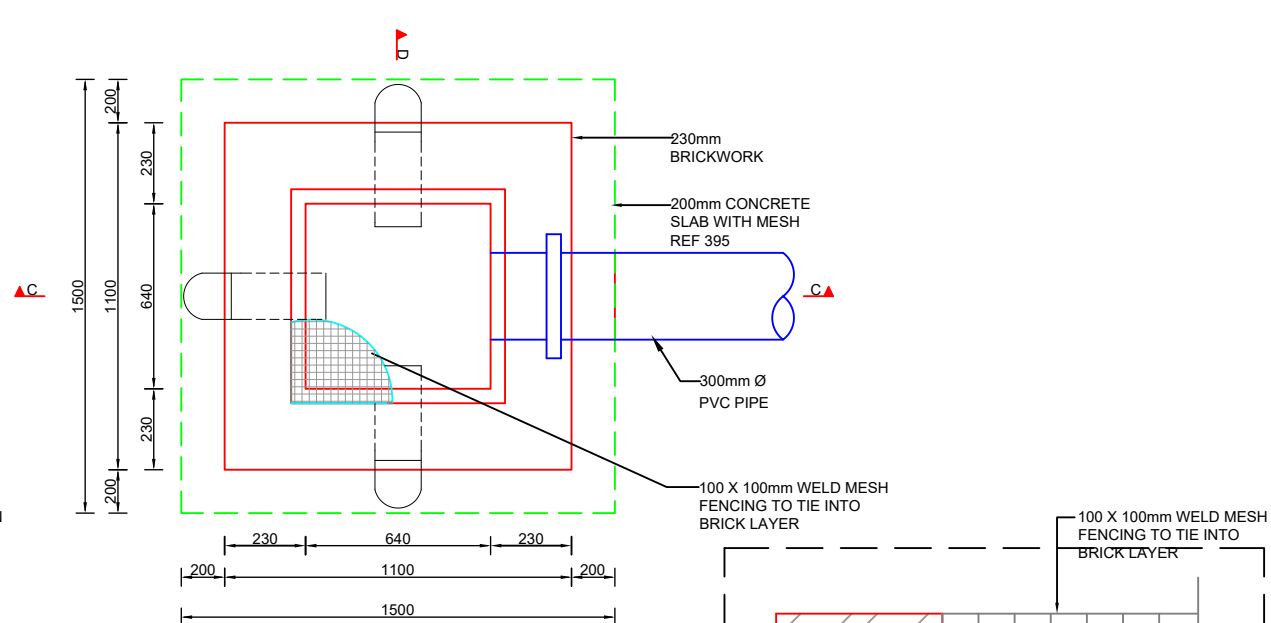 D
200
230
1500
1100
640
230
200
230mm
BRICKWORK
200mm CONCRETE
SLAB WITH MESH
REF 395
C
C
300mm Ø
PVC PIPE
100 X 100mm WELD MESH
FENCING TO TIE INTO
BRICK LAYER
100 X 100mm WELD MESH
FENCING TO TIE INTO
BRICK LAYER
230 640 230
200 1100 200
1500